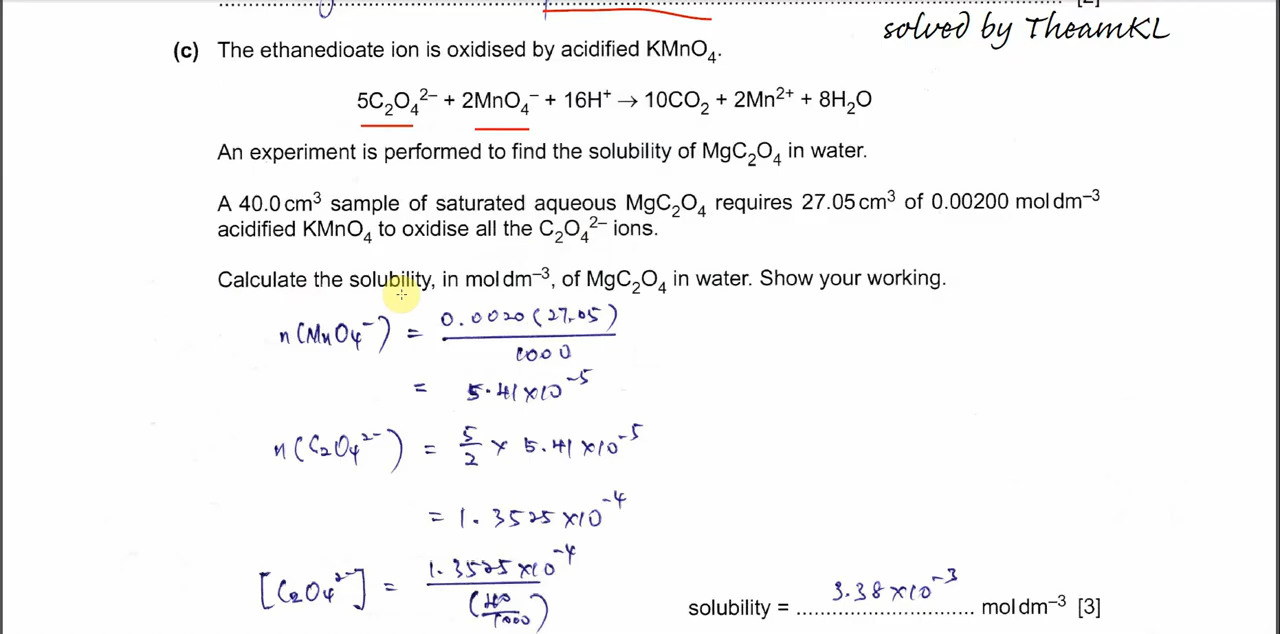 [2]
solved by TheamKL
(c) The ethanedioate ion is oxidised by acidified KMnO₄.
5C₂O₄²⁻ + 2MnO₄⁻ + 16H⁺ → 10CO₂ + 2Mn²⁺ + 8H₂O
An experiment is performed to find the solubility of MgC₂O₄ in water.
A 40.0 cm³ sample of saturated aqueous MgC₂O₄ requires 27.05 cm³ of 0.00200 mol dm⁻³
acidified KMnO₄ to oxidise all the C₂O₄²⁻ ions.
Calculate the solubility, in mol dm⁻³, of MgC₂O₄ in water. Show your working.
n(MnO₄⁻) = 0.0020(27.05)
1000
= 5.41×10⁻⁵
n(C₂O₄²⁻) = 5/2 × 5.41×10⁻⁵
= 1.3525×10⁻⁴
[C₂O₄²⁻] = 1.3525×10⁻⁴
(40/1000)
solubility = 3.38×10⁻³ mol dm⁻³ [3]